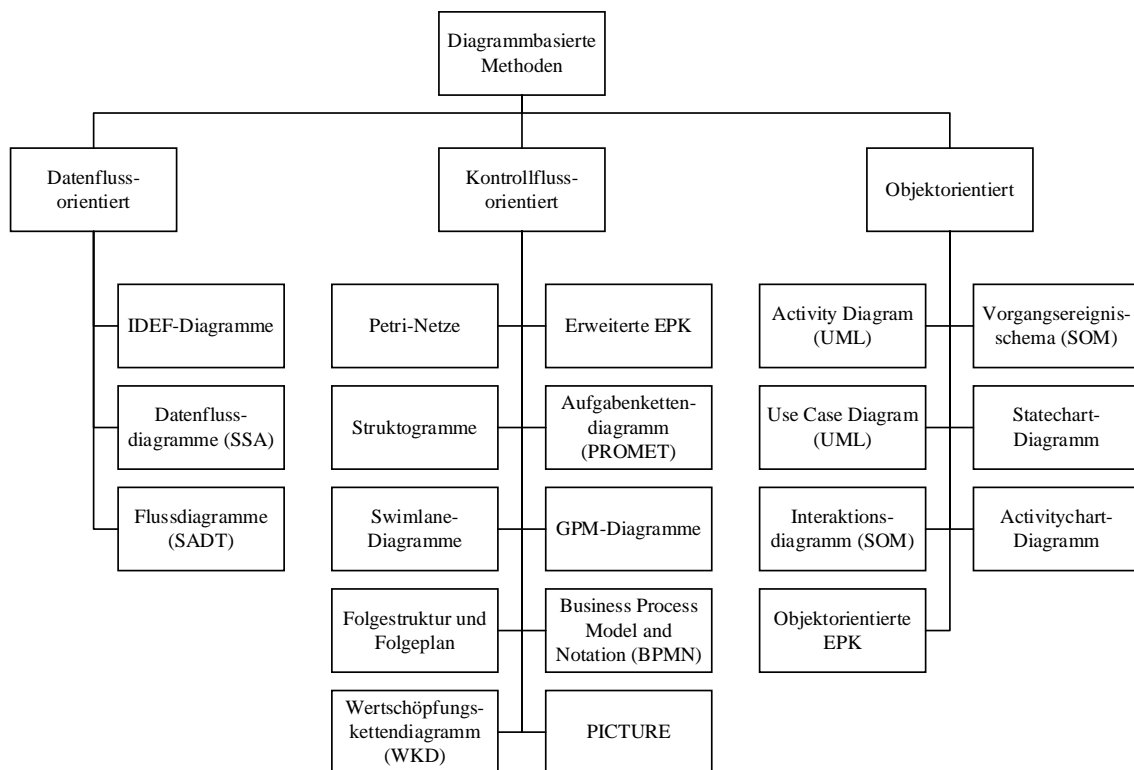 Diagrammbasierte
Methoden
Datenfluss-
orientiert
Kontrollfluss-
orientiert
Objektorientiert
IDEF-Diagramme
Datenfluss-
diagramme (SSA)
Flussdiagramme
(SADT)
Petri-Netze
Erweiterte EPK
Struktogramme
Aufgabenketten-
diagramm
(PROMET)
Swimlane-
Diagramme
GPM-Diagramme
Folgestruktur und
Folgeplan
Business Process
Model and
Notation (BPMN)
Wertschöpfungs-
kettendiagramm
(WKD)
PICTURE
Activity Diagram
(UML)
Vorgangsereignis-
schema (SOM)
Use Case Diagram
(UML)
Statechart-
Diagramm
Interaktions-
diagramm (SOM)
Activitychart-
Diagramm
Objektorientierte
EPK